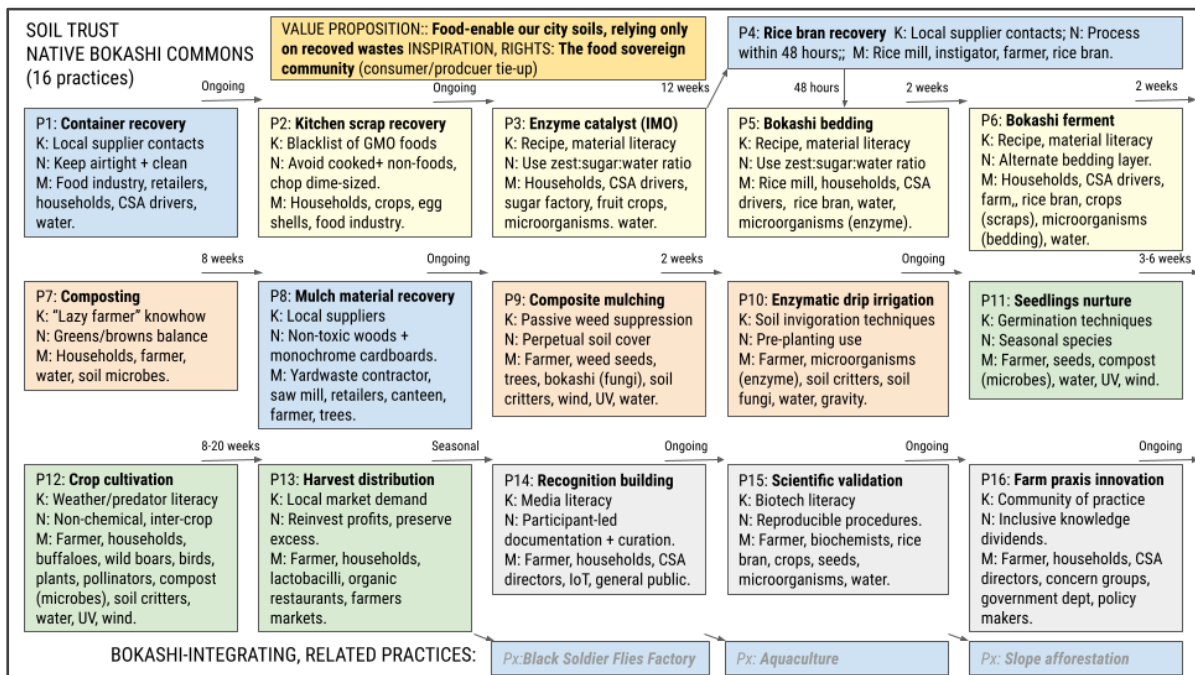 SOIL TRUST
NATIVE BOKASHI COMMONS
(16 practices)
VALUE PROPOSITION:: Food-enable our city soils, relying only
on recoved wastes INSPIRATION, RIGHTS: The food sovereign
community (consumer/prodcuer tie-up)
P4: Rice bran recovery K: Local supplier contacts; N: Process
within 48 hours;; M: Rice mill, instigator, farmer, rice bran.
Ongoing
Ongoing
12 weeks
48 hours
2 weeks
2 weeks
P1: Container recovery
K: Local supplier contacts
N: Keep airtight + clean
M: Food industry, retailers,
households, CSA drivers,
water.
P2: Kitchen scrap recovery
K: Blacklist of GMO foods
N: Avoid cooked+ non-foods,
chop dime-sized.
M: Households, crops, egg
shells, food industry.
P3: Enzyme catalyst (IMO)
K: Recipe, material literacy
N: Use zest:sugar:water ratio
M: Households, CSA drivers,
sugar factory, fruit crops,
microorganisms. water.
P5: Bokashi bedding
K: Recipe, material literacy
N: Use zest:sugar:water ratio
M: Rice mill, households, CSA
drivers, rice bran, water,
microorganisms (enzyme).
P6: Bokashi ferment
K: Recipe, material literacy
N: Alternate bedding layer.
M: Households, CSA drivers,
farm,, rice bran, crops
(scraps), microorganisms
(bedding), water.
8 weeks
Ongoing
2 weeks
Ongoing
3-6 weeks
P7: Composting
K: “Lazy farmer” knowhow
N: Greens/browns balance
M: Households, farmer,
water, soil microbes.
P8: Mulch material recovery
K: Local suppliers
N: Non-toxic woods +
monochrome cardboards.
M: Yardwaste contractor,
saw mill, retailers, canteen,
farmer, trees.
P9: Composite mulching
K: Passive weed suppression
N: Perpetual soil cover
M: Farmer, weed seeds,
trees, bokashi (fungi), soil
critters, wind, UV, water.
P10: Enzymatic drip irrigation
K: Soil invigoration techniques
N: Pre-planting use
M: Farmer, microorganisms
(enzyme), soil critters, soil
fungi, water, gravity.
P11: Seedlings nurture
K: Germination techniques
N: Seasonal species
M: Farmer, seeds, compost
(microbes), water, UV, wind.
8-20 weeks
Seasonal
Ongoing
Ongoing
Ongoing
P12: Crop cultivation
K: Weather/predator literacy
N: Non-chemical, inter-crop
M: Farmer, households,
buffaloes, wild boars, birds,
plants, pollinators, compost
(microbes), soil critters,
water, UV, wind.
P13: Harvest distribution
K: Local market demand
N: Reinvest profits, preserve
excess.
M: Farmer, households,
lactobacilli, organic
restaurants, farmers
markets.
P14: Recognition building
K: Media literacy
N: Participant-led
documentation + curation.
M: Farmer, households, CSA
directors, IoT, general public.
P15: Scientific validation
K: Biotech literacy
N: Reproducible procedures.
M: Farmer, biochemists, rice
bran, crops, seeds,
microorganisms, water.
P16: Farm praxis innovation
K: Community of practice
N: Inclusive knowledge
dividends.
M: Farmer, households, CSA
directors, concern groups,
government dept, policy
makers.
BOKASHI-INTEGRATING, RELATED PRACTICES:
Px:Black Soldier Flies Factory
Px: Aquaculture
Px: Slope afforestation